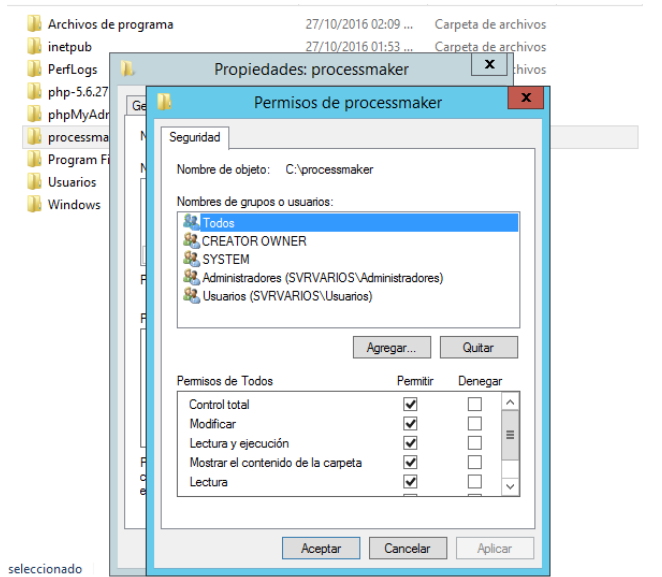 Archivos de programa 27/10/2016 02:09 ... Carpeta de archivos
inetpub 27/10/2016 01:53 ... Carpeta de archivos
PerfLogs
php-5.6.27
phpMyAdr
processma
Program Fi
Usuarios
Windows
Propiedades: processmaker x
Ge
Permisos de processmaker x
Seguridad
Nombre de objeto: C:\processmaker
Nombres de grupos o usuarios:
Todos
CREATOR OWNER
SYSTEM
Administradores (SVRVARIOS\Administradores)
Usuarios (SVRVARIOS\Usuarios)
Agregar... Quitar
Permisos de Todos Permitir Denegar
Control total
Modificar
Lectura y ejecución
Mostrar el contenido de la carpeta
Lectura
Aceptar Cancelar Aplicar
seleccionado